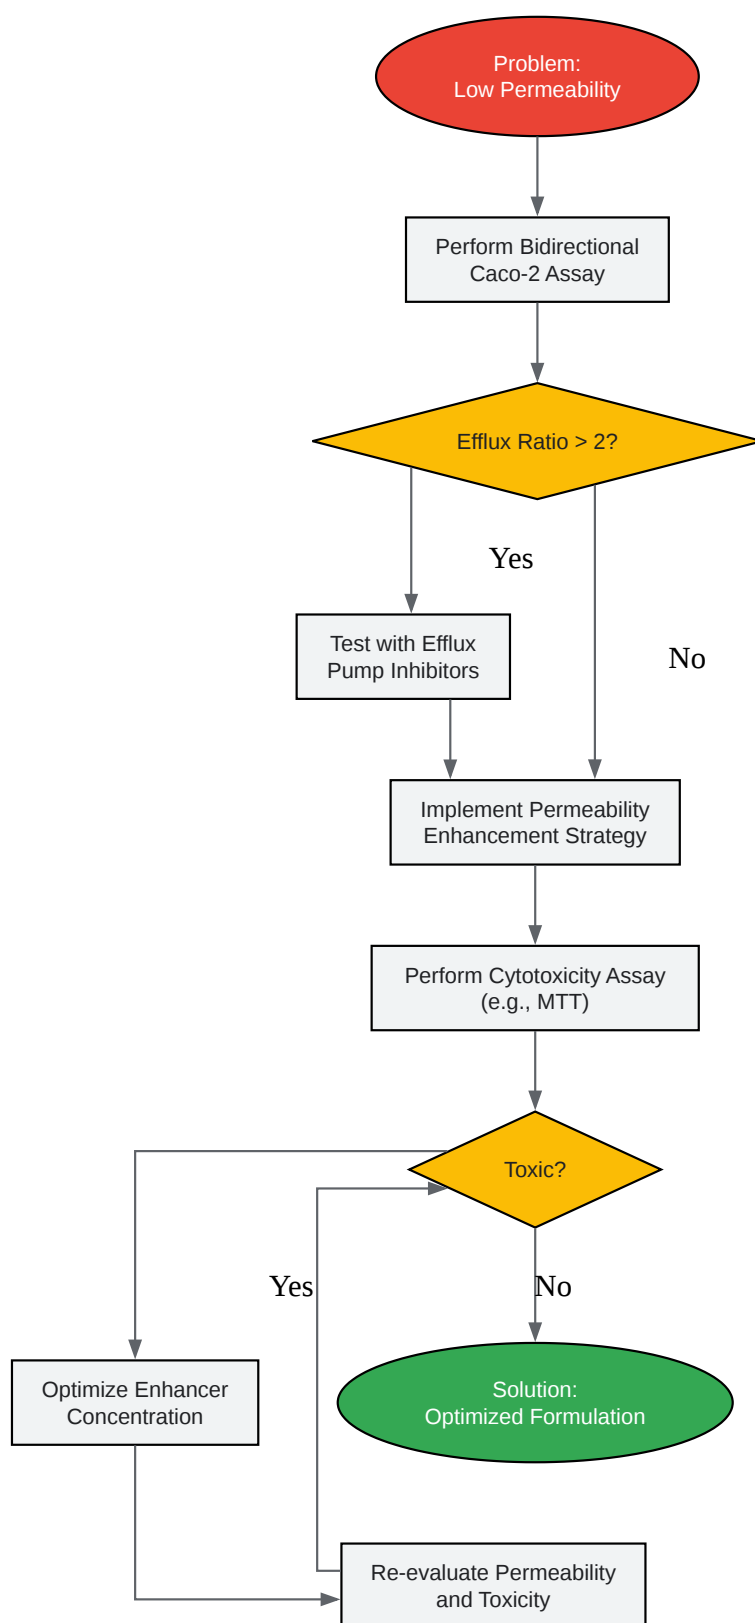 Problem:
Low Permeability
Perform Bidirectional
Caco-2 Assay
Efflux Ratio > 2?
Yes
Test with Efflux
Pump Inhibitors
No
Implement Permeability
Enhancement Strategy
Perform Cytotoxicity Assay
(e.g., MTT)
Toxic?
Yes
No
Optimize Enhancer
Concentration
Solution:
Optimized Formulation
Re-evaluate Permeability
and Toxicity